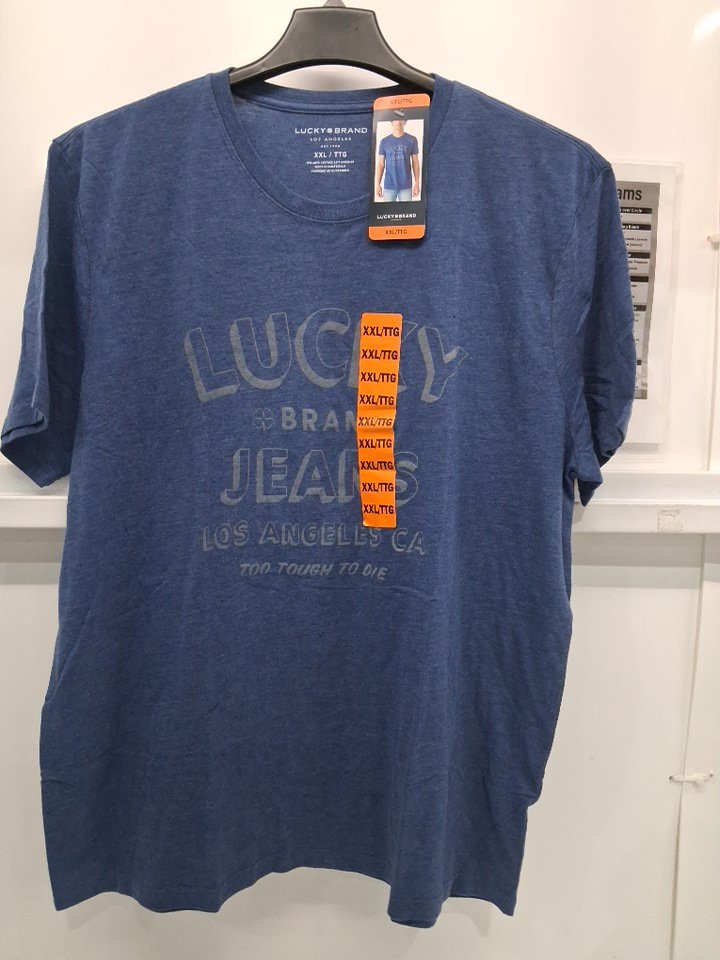 XXL/TTG
LUCKY BRAND
LOS ANGELES
XXL / TTG
LUCKY
LUCKY BRAND
XXL/TTG
ams
LUCKY
BRAND
JEANS
LOS ANGELES CA
TOO TOUGH TO DIE
XXL/TTG
XXL/TTG
XXL/TTG
XXL/TTG
XXL/TTG
XXL/TTG
XXL/TTG
XXL/TTG
XXL/TTG